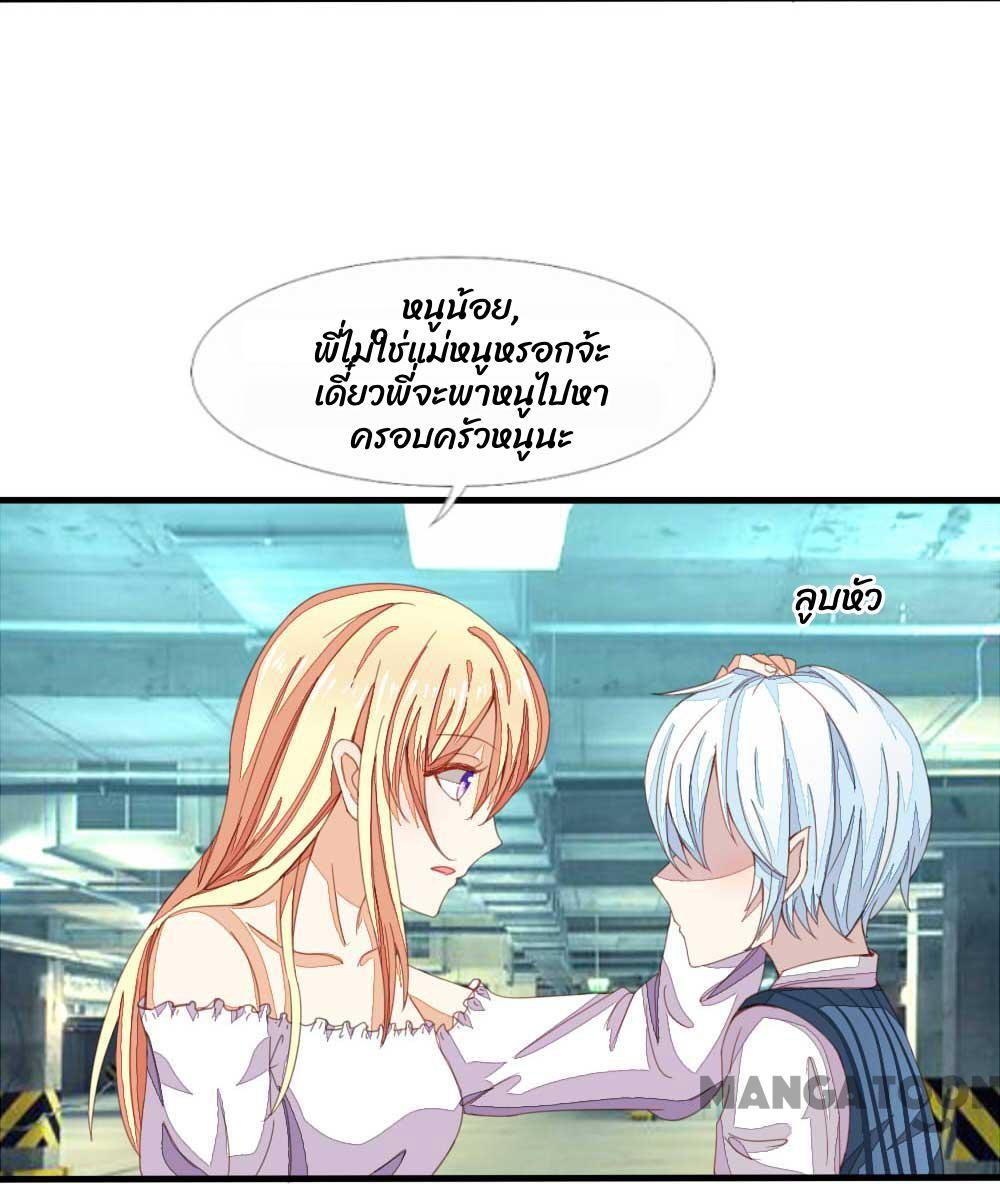 หนูน้อย,
พี่ไม่ใช่แม่หนูหรอกจ้ะ
เดี๋ยวพี่จะพาหนูไปหา
ครอบครัวหนูนะ
ลูบหัว
MANGATOON